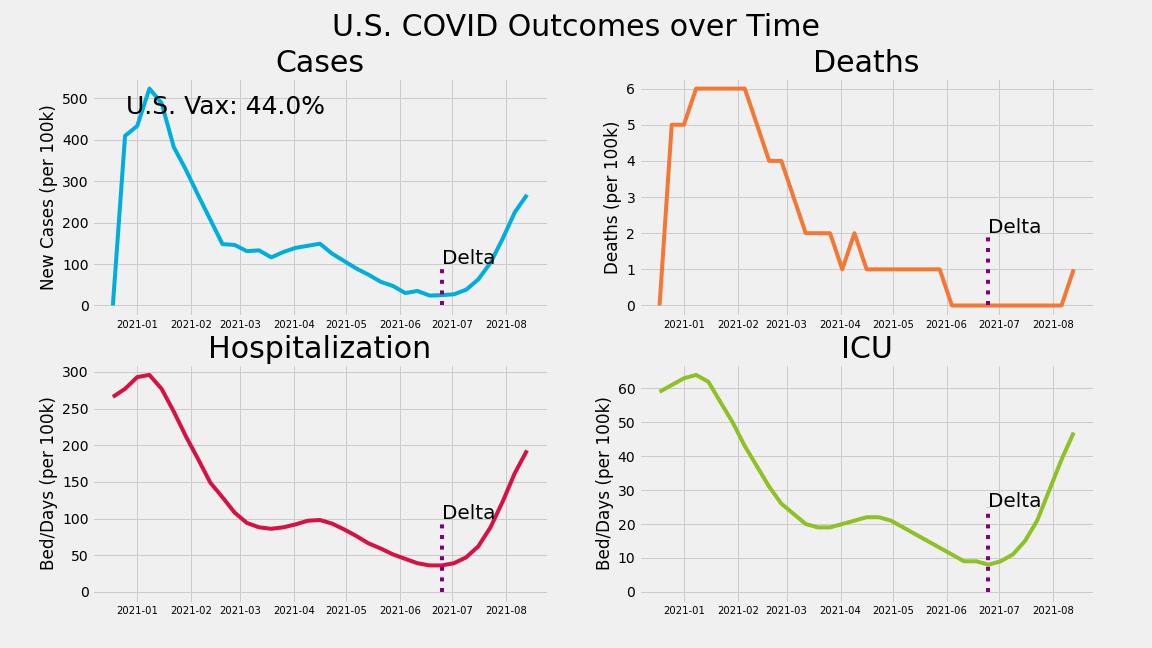 U.S. COVID Outcomes over Time
Cases
New Cases (per 100k)
500
400
300
200
100
0
U.S. Vax: 44.0%
Delta
2021-01 2021-02 2021-03 2021-04 2021-05 2021-06 2021-07 2021-08
Deaths
Deaths (per 100k)
6
5
4
3
2
1
0
Delta
2021-01 2021-02 2021-03 2021-04 2021-05 2021-06 2021-07 2021-08
Hospitalization
Bed/Days (per 100k)
300
250
200
150
100
50
0
Delta
2021-01 2021-02 2021-03 2021-04 2021-05 2021-06 2021-07 2021-08
ICU
Bed/Days (per 100k)
60
50
40
30
20
10
0
Delta
2021-01 2021-02 2021-03 2021-04 2021-05 2021-06 2021-07 2021-08